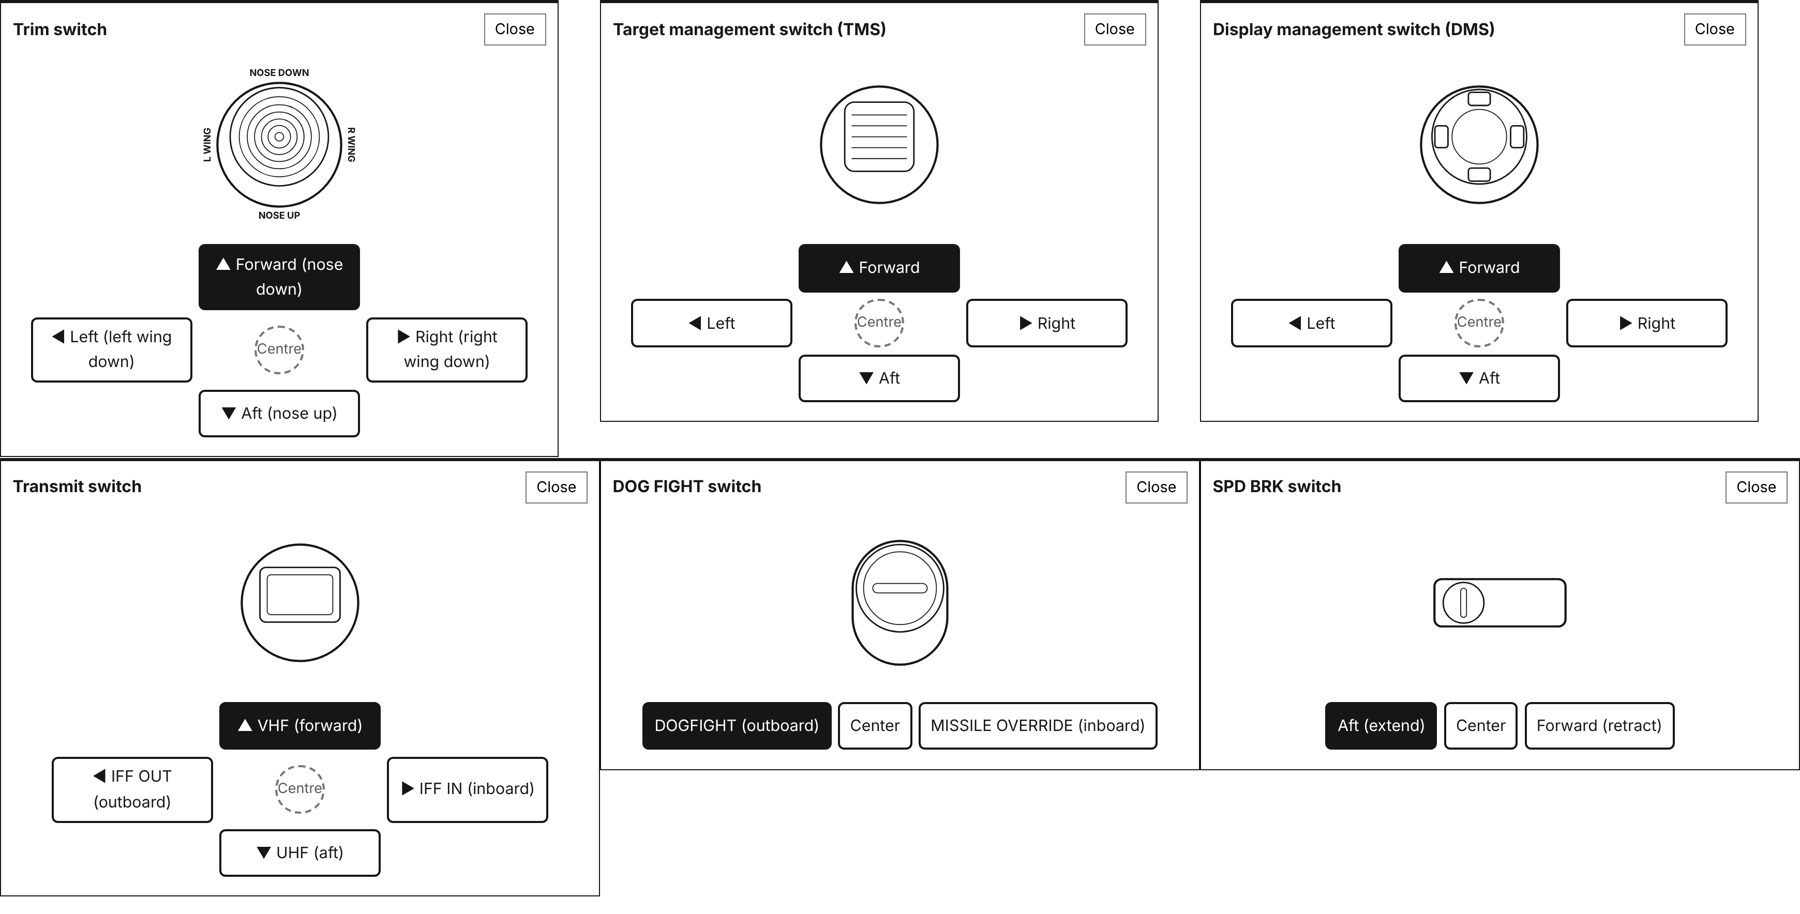 Trim switch
Close
NOSE DOWN
L WING
R WING
NOSE UP
▲ Forward (nose
down)
◀ Left (left wing
down)
Centre
▶ Right (right
wing down)
▼ Aft (nose up)
Target management switch (TMS)
Close
▲ Forward
◀ Left
Centre
▶ Right
▼ Aft
Display management switch (DMS)
Close
▲ Forward
◀ Left
Centre
▶ Right
▼ Aft
Transmit switch
Close
▲ VHF (forward)
◀ IFF OUT
(outboard)
Centre
▶ IFF IN (inboard)
▼ UHF (aft)
DOG FIGHT switch
Close
DOGFIGHT (outboard)
Center
MISSILE OVERRIDE (inboard)
SPD BRK switch
Close
Aft (extend)
Center
Forward (retract)